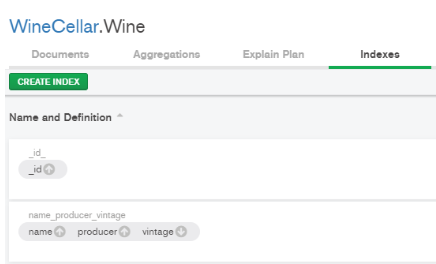 WineCellar.Wine
Documents Aggregations Explain Plan Indexes
CREATE INDEX
Name and Definition
_id_
_id
name_producer_vintage
name producer vintage